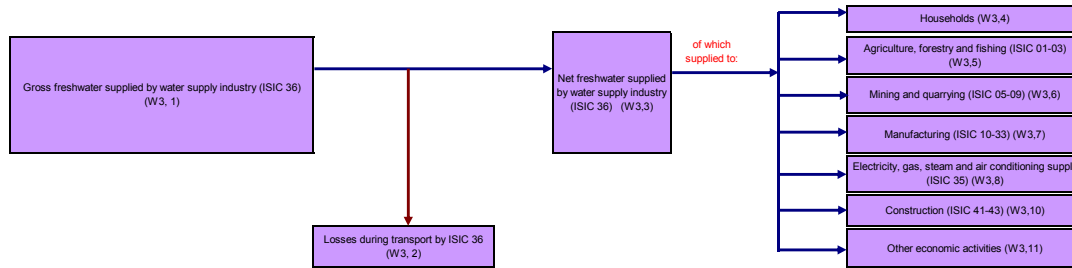 Gross freshwater supplied by water supply industry (ISIC 36)
(W3, 1)
Losses during transport by ISIC 36
(W3, 2)
Net freshwater supplied
by water supply industry
(ISIC 36) (W3,3)
of which
supplied to:
Households (W3,4)
Agriculture, forestry and fishing (ISIC 01-03)
(W3,5)
Mining and quarrying (ISIC 05-09) (W3,6)
Manufacturing (ISIC 10-33) (W3,7)
Electricity, gas, steam and air conditioning suppl
(ISIC 35) (W3,8)
Construction (ISIC 41-43) (W3,10)
Other economic activities (W3,11)